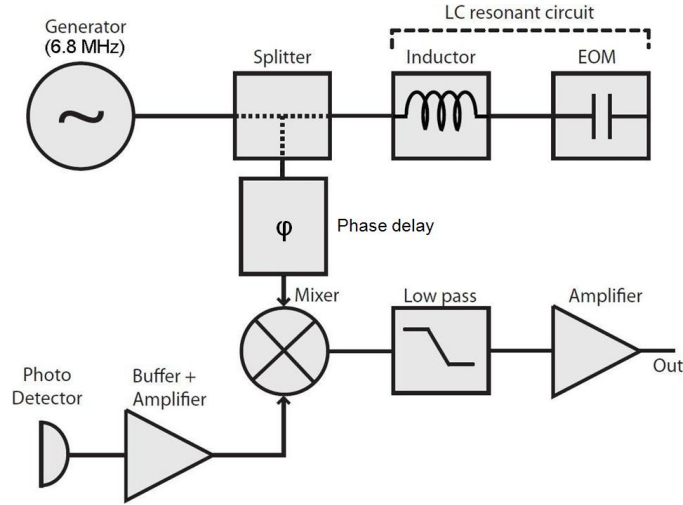 LC resonant circuit
Generator
(6.8 MHz)
Splitter
Inductor
EOM
φ
Phase delay
Mixer
Low pass
Amplifier
Out
Photo
Detector
Buffer +
Amplifier